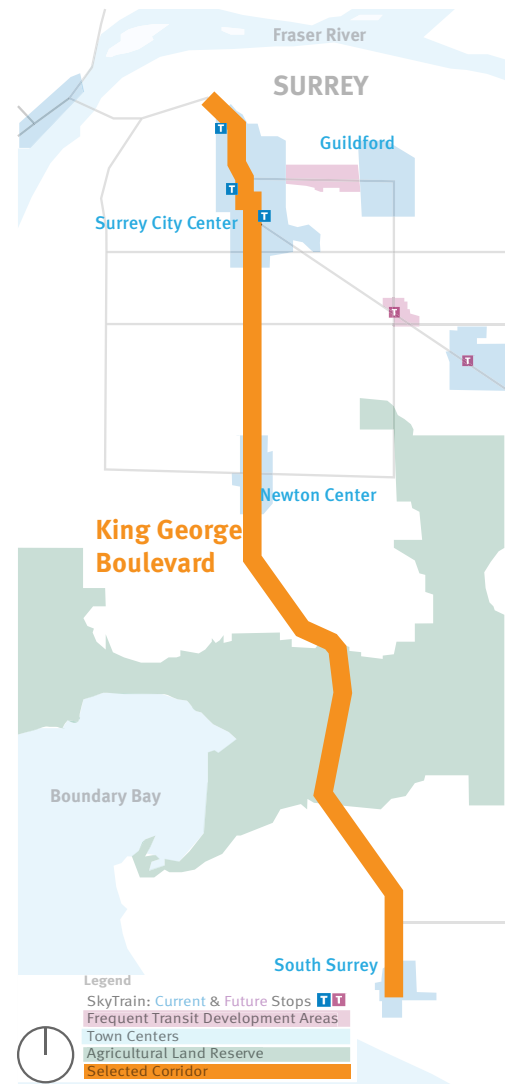 Fraser River
SURREY
T
Guildford
T
T
Surrey City Center
T
T
Newton Center
King George
Boulevard
Boundary Bay
South Surrey
Legend
SkyTrain: Current & Future Stops T T
Frequent Transit Development Areas
Town Centers
Agricultural Land Reserve
Selected Corridor